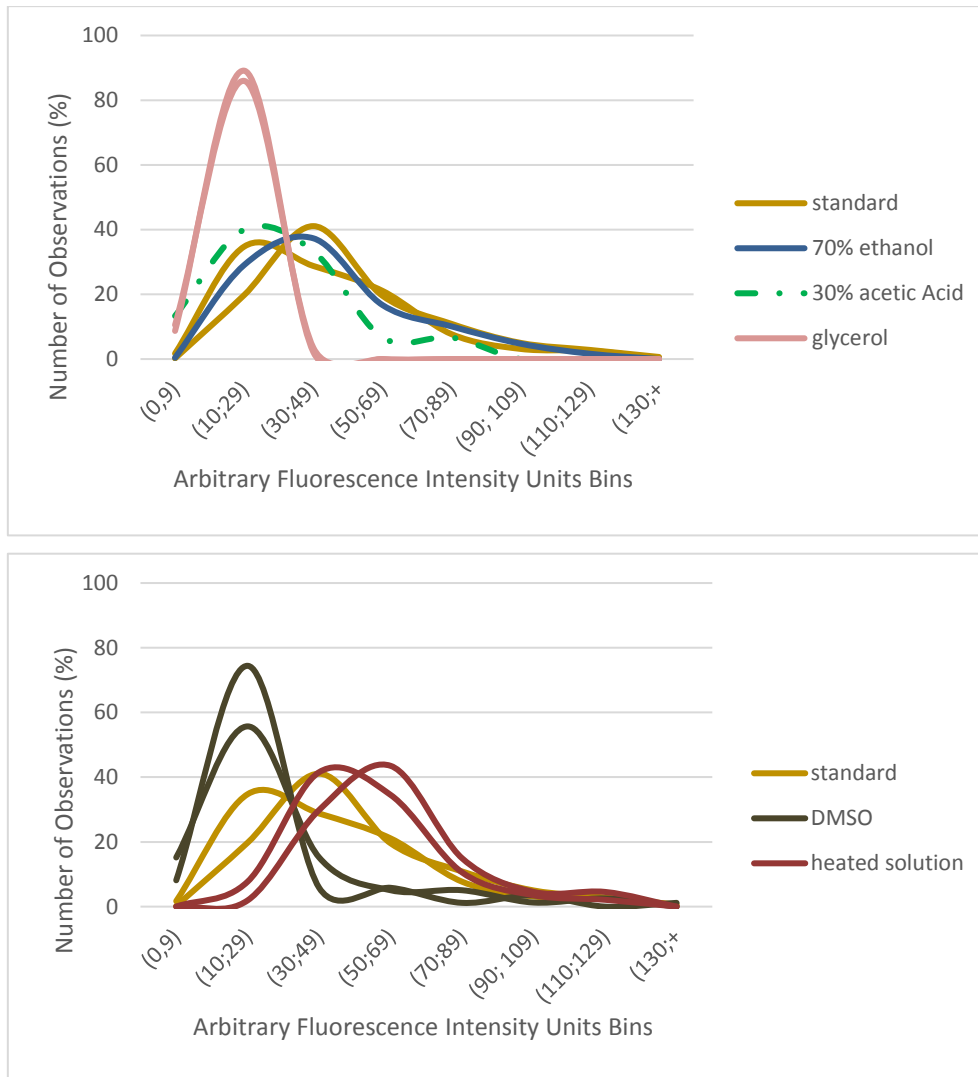 100
80
60
40
20
0
Number of Observations (%)
(0,9)
(10;29)
(30;49)
(50;69)
(70;89)
(90; 109)
(110;129)
(130;+
Arbitrary Fluorescence Intensity Units Bins
standard
70% ethanol
30% acetic Acid
glycerol
100
80
60
40
20
0
Number of Observations (%)
(0,9)
(10;29)
(30;49)
(50;69)
(70;89)
(90; 109)
(110;129)
(130;+
Arbitrary Fluorescence Intensity Units Bins
standard
DMSO
heated solution